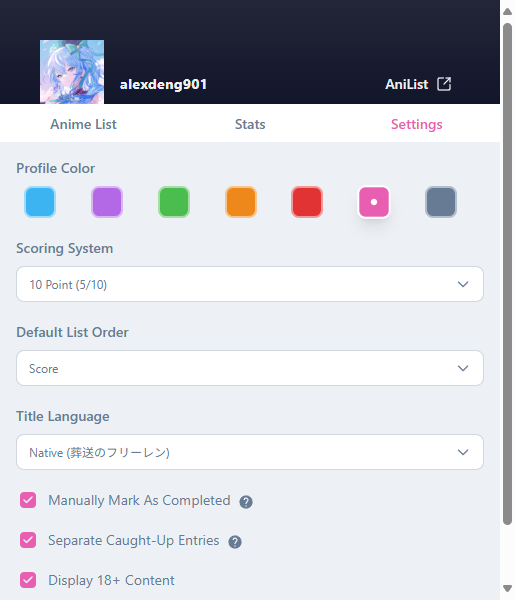 alexdeng901
AniList
Anime List
Stats
Settings
Profile Color
Scoring System
10 Point (5/10)
Default List Order
Score
Title Language
Native (葬送のフリーレン)
Manually Mark As Completed
Separate Caught-Up Entries
Display 18+ Content